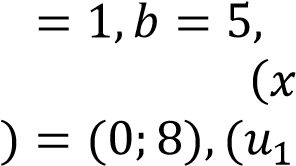 = 1, b = 5,
(x
) = (0; 8), (u₁